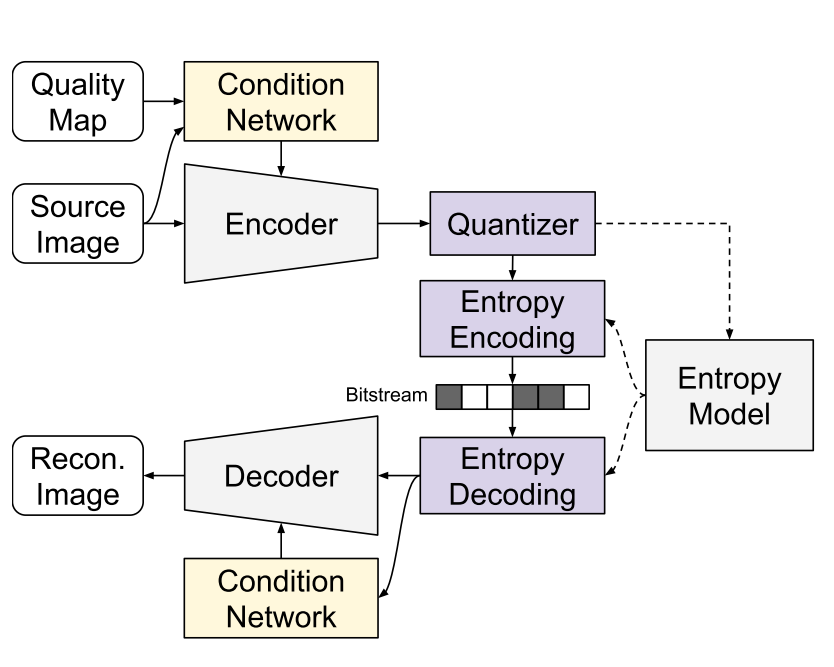 Quality
Map
Condition
Network
Source
Image
Encoder
Quantizer
Entropy
Encoding
Entropy
Model
Bitstream
Recon.
Image
Decoder
Entropy
Decoding
Condition
Network